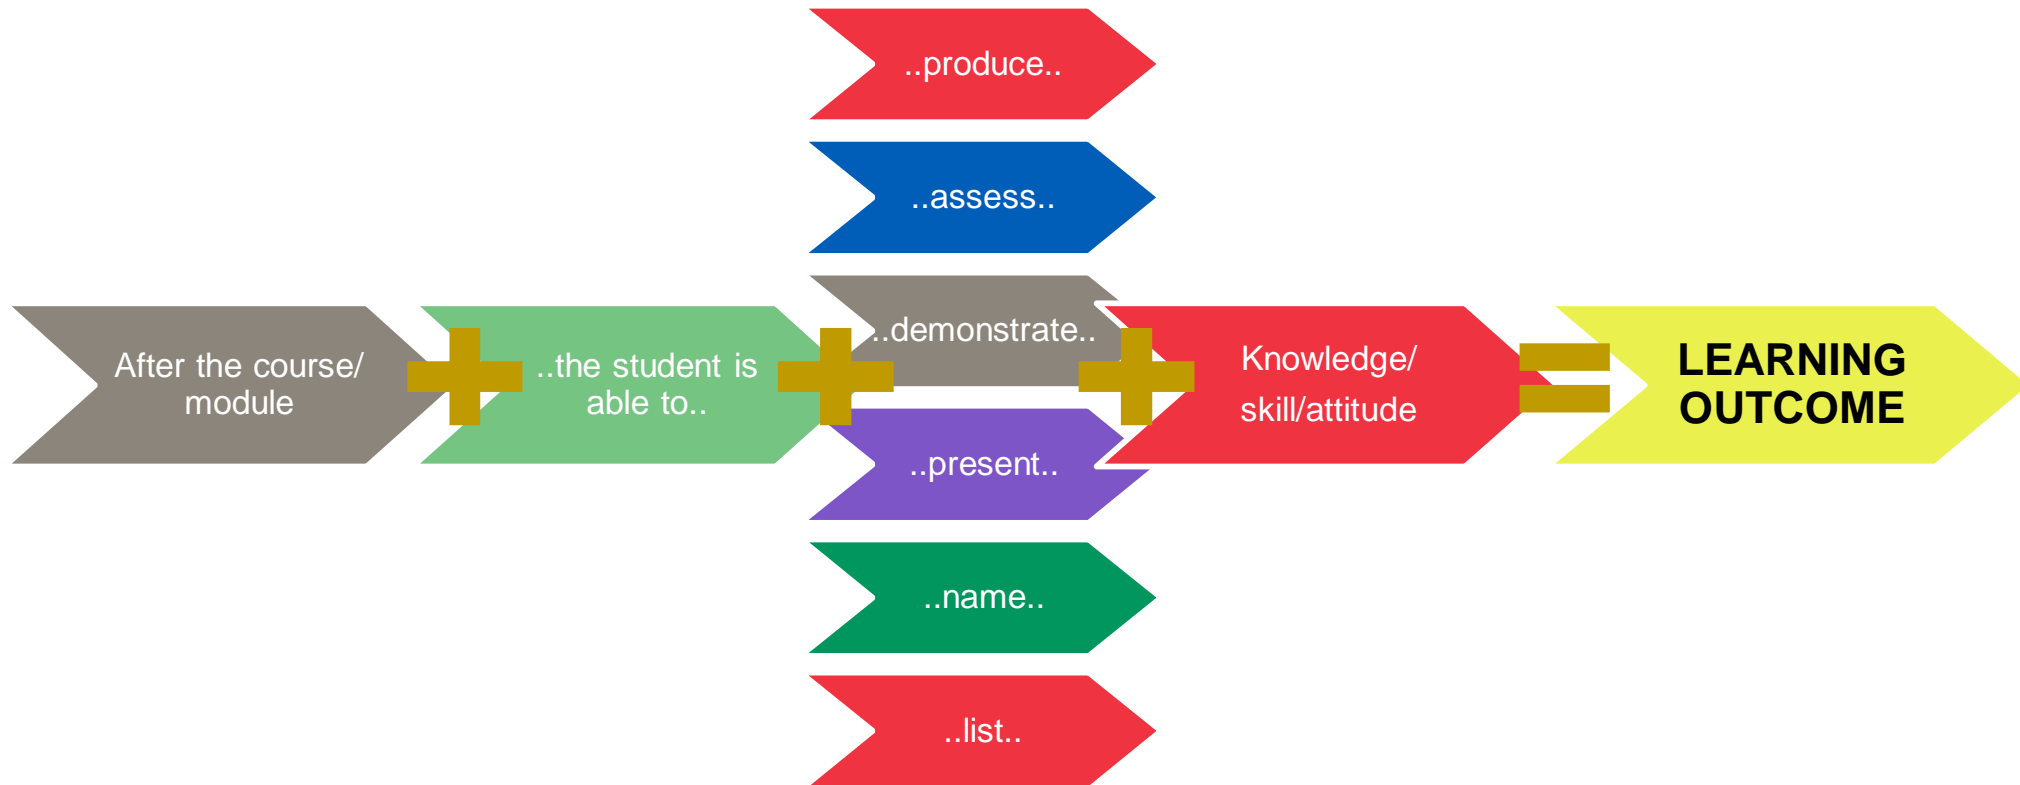 ..produce..
..assess..
..demonstrate..
After the course/
module
+
..the student is
able to..
+
+
Knowledge/
skill/attitude
=
LEARNING
OUTCOME
..present..
..name..
..list..